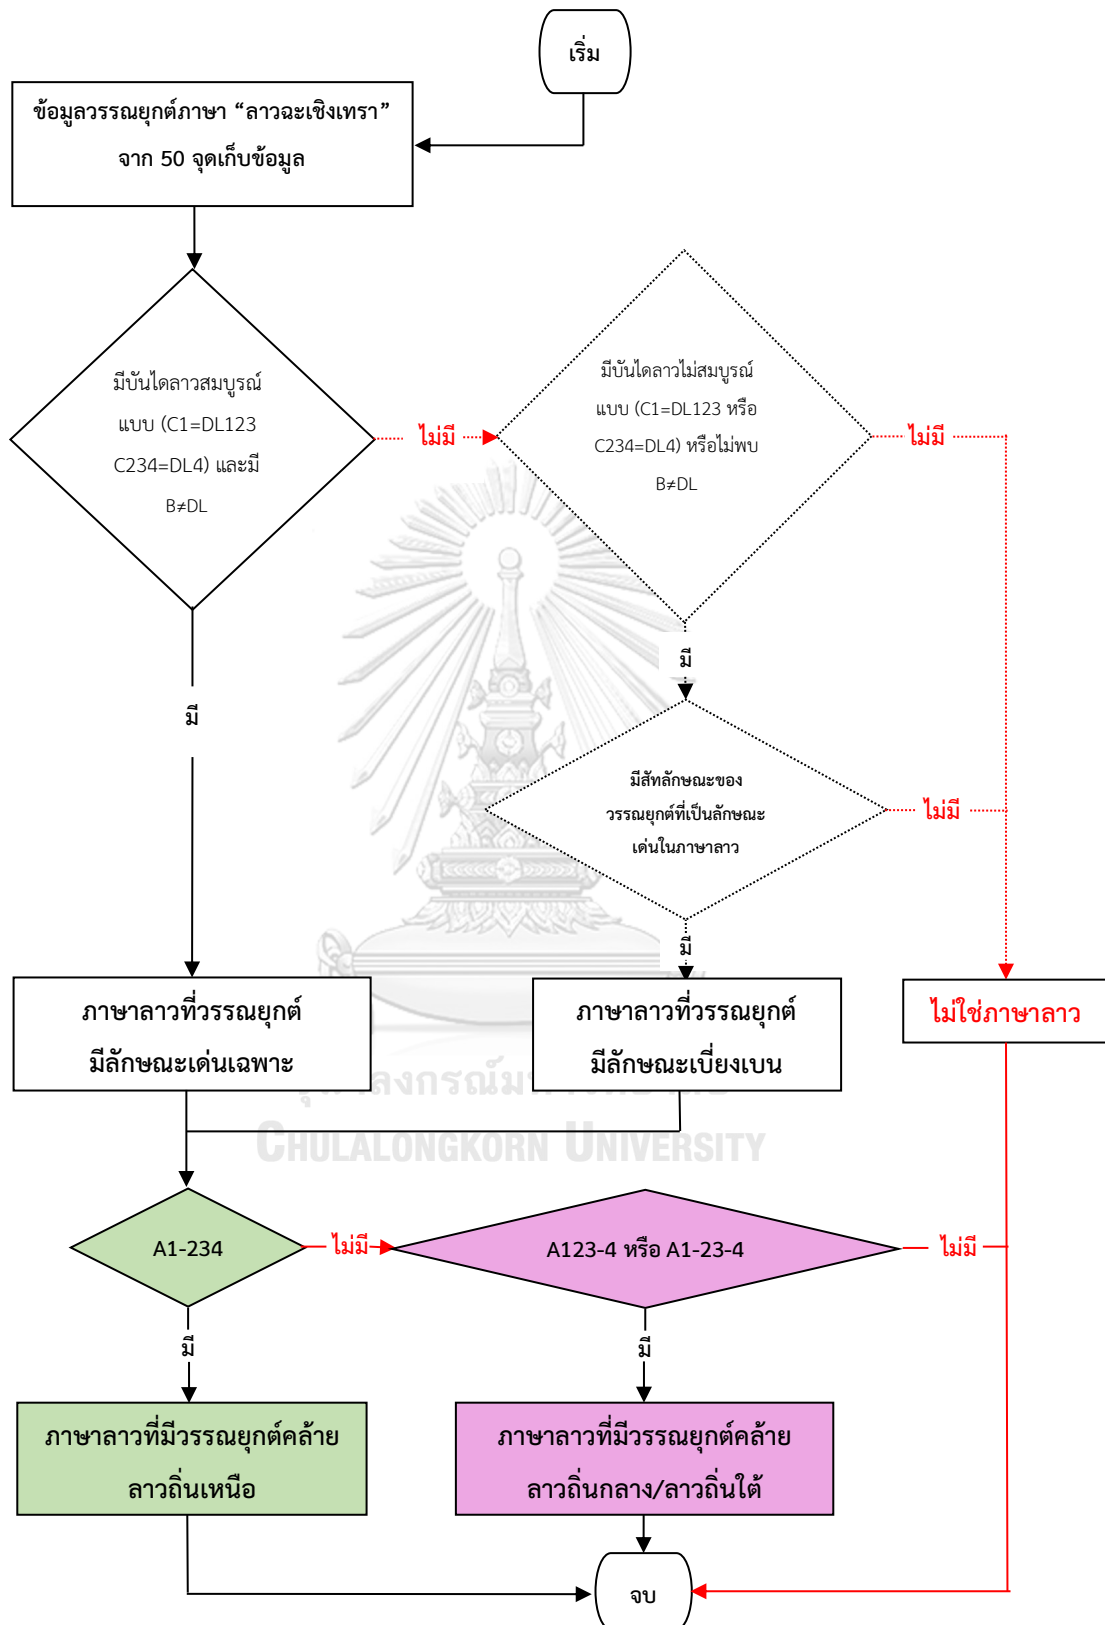 เริ่ม
ข้อมูลวรรณยุกต์ภาษา “ลาวฉะเชิงเทรา”
จาก 50 จุดเก็บข้อมูล
มีบันไดลาวสมบูรณ์
แบบ (C1=DL123
C234=DL4) และมี
B≠DL
ไม่มี
มีบันไดลาวไม่สมบูรณ์
แบบ (C1=DL123 หรือ
C234=DL4) หรือไม่พบ
B≠DL
ไม่มี
มี
มี
มีสัทลักษณะของ
วรรณยุกต์ที่เป็นลักษณะ
เด่นในภาษาลาว
ไม่มี
มี
ภาษาลาวที่วรรณยุกต์
มีลักษณะเด่นเฉพาะ
ภาษาลาวที่วรรณยุกต์
มีลักษณะเบี่ยงเบน
ไม่ใช่ภาษาลาว
CHULALONGKORN UNIVERSITY
A1-234
ไม่มี
A123-4 หรือ A1-23-4
ไม่มี
มี
มี
ภาษาลาวที่มีวรรณยุกต์คล้าย
ลาวถิ่นเหนือ
ภาษาลาวที่มีวรรณยุกต์คล้าย
ลาวถิ่นกลาง/ลาวถิ่นใต้
จบ